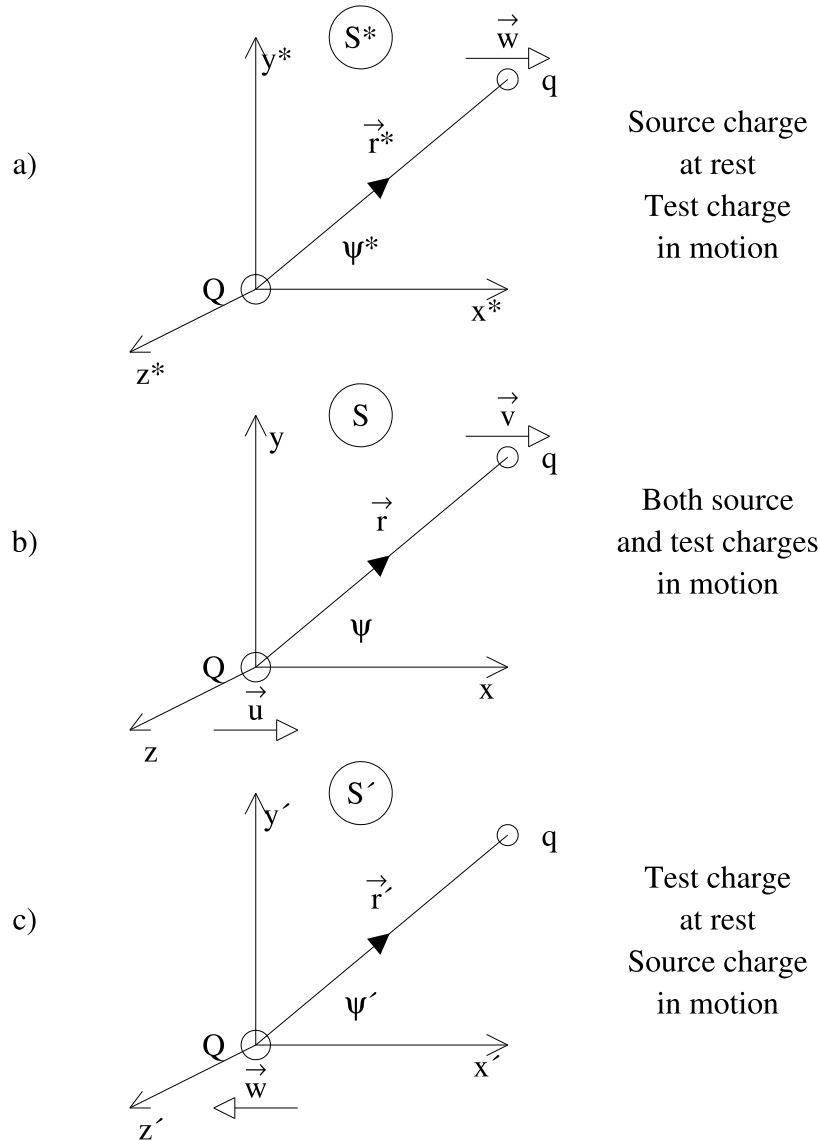 S*
y*
w
q
r*
a)
Source charge
at rest
Test charge
in motion
ψ*
Q
x*
z*
S
y
v
q
r
b)
Both source
and test charges
in motion
ψ
Q
x
u
z
S´
y´
q
r´
c)
Test charge
at rest
Source charge
in motion
ψ´
Q
x´
w
z´